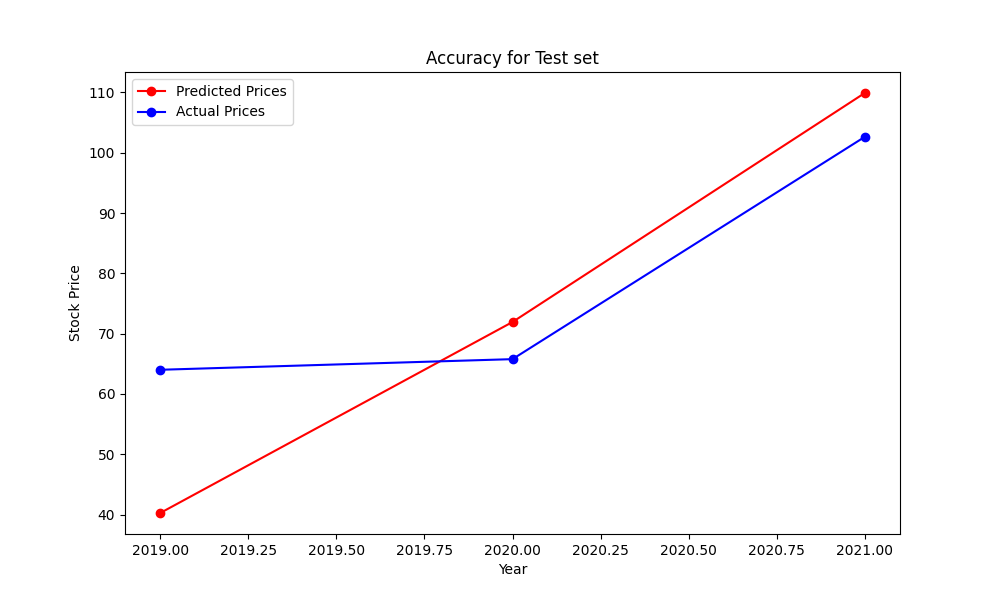 Accuracy for Test set
Predicted Prices
Actual Prices
110
100
90
80
70
60
50
40
Stock Price
2019.00 2019.25 2019.50 2019.75 2020.00 2020.25 2020.50 2020.75 2021.00
Year